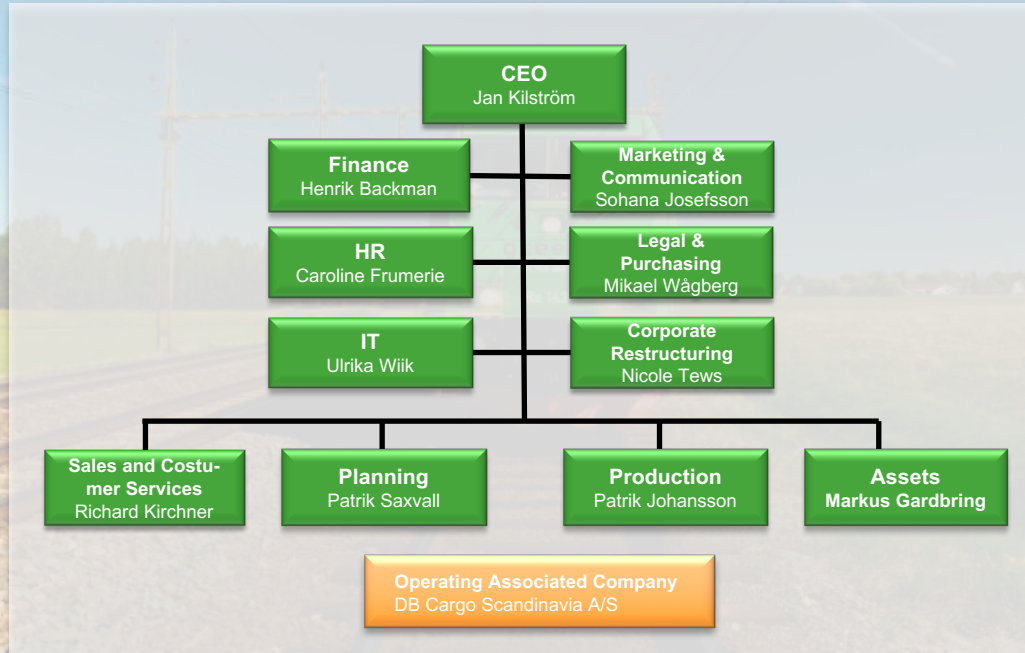 CEO
Jan Kilström
Finance
Henrik Backman
Marketing &
Communication
Sohana Josefsson
HR
Caroline Frumerie
Legal &
Purchasing
Mikael Wågberg
IT
Ulrika Wiik
Corporate
Restructuring
Nicole Tews
Sales and Costu-
mer Services
Richard Kirchner
Planning
Patrik Saxvall
Production
Patrik Johansson
Assets
Markus Gardbring
Operating Associated Company
DB Cargo Scandinavia A/S